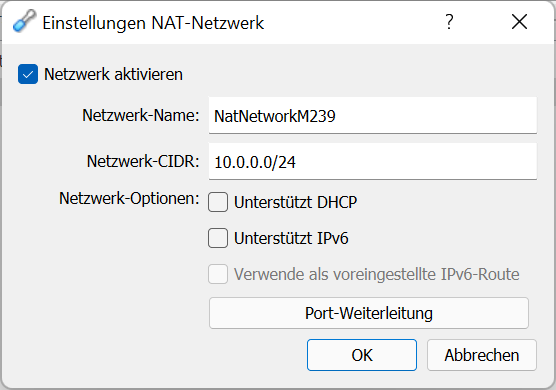 Einstellungen NAT-Netzwerk
?
Netzwerk aktivieren
Netzwerk-Name: NatNetworkM239
Netzwerk-CIDR: 10.0.0.0/24
Netzwerk-Optionen: Unterstützt DHCP
Unterstützt IPv6
Verwende als voreingestellte IPv6-Route
Port-Weiterleitung
OK Abbrechen